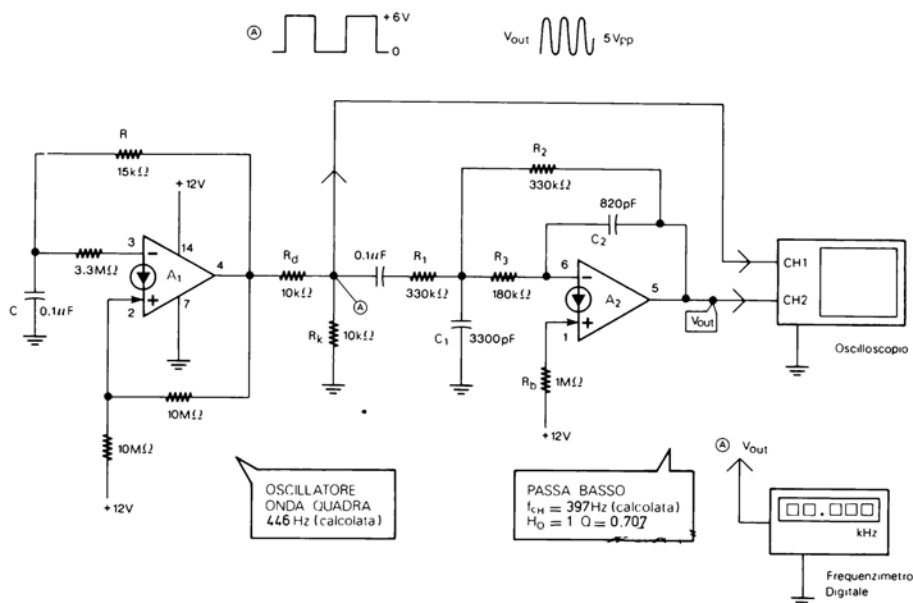 Ⓐ
+6V
0
Vout
5Vpp
R
15kΩ
+12V
R2
330kΩ
820pF
C2
3
14
3.3MΩ
A1
4
C
0.1uF
2
7
Rd
10kΩ
0.1uF
R1
330kΩ
R3
180kΩ
6
A2
5
1
CH1
CH2
Vout
Oscilloscopio
Ⓐ
Rk
10kΩ
C1
3300pF
Rb
1MΩ
+12V
10MΩ
10MΩ
+12V
OSCILLATORE
ONDA QUADRA
446 Hz (calcolata)
PASSA BASSO
fcH = 397Hz (calcolata)
HO = 1 Q = 0.707
Ⓐ Vout
kHz
Frequenzimetro
Digitale